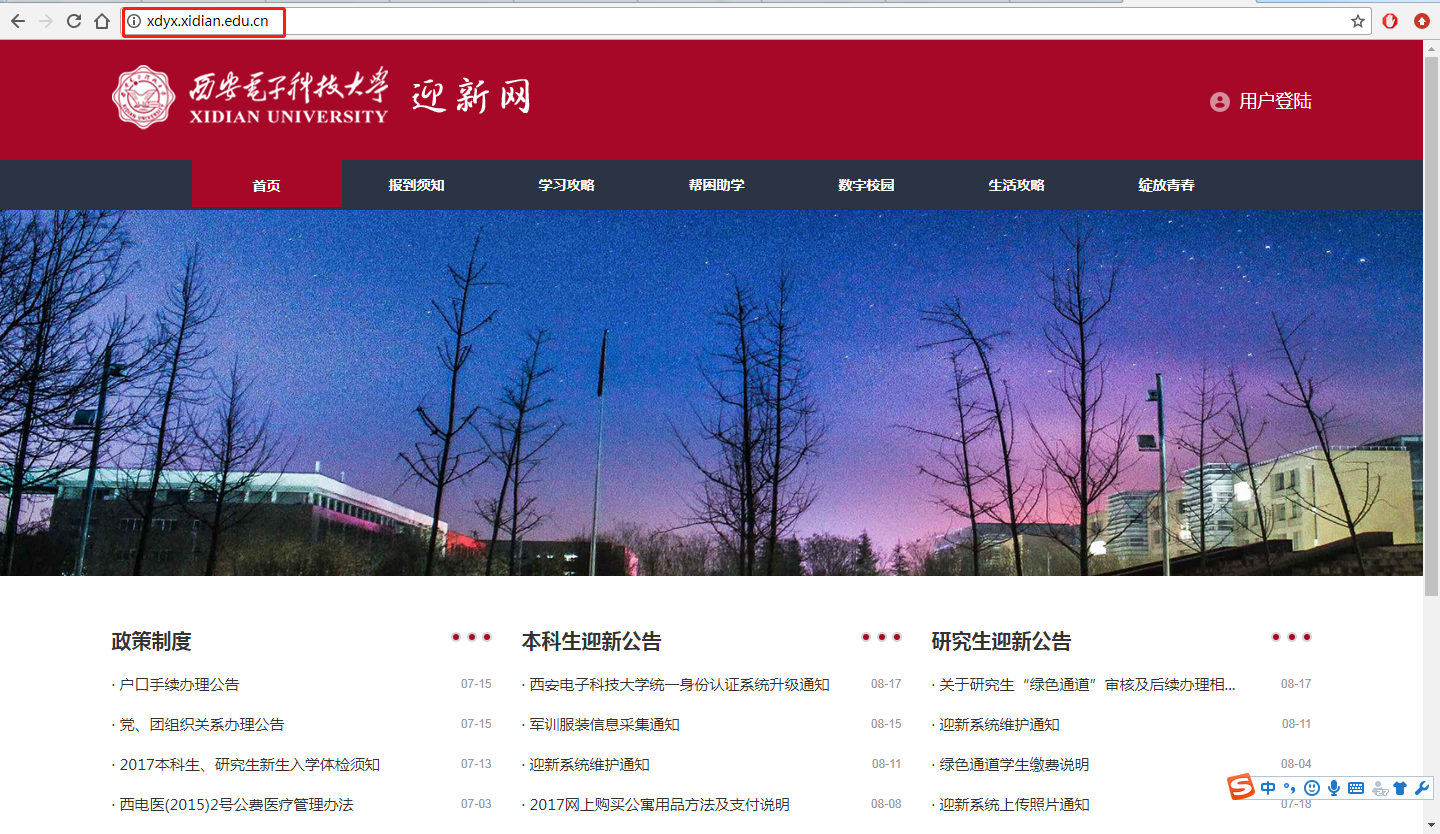 xdyx.xidian.edu.cn
西安電子科技大学
XIDIAN UNIVERSITY
迎新网
用户登陆
首页 报到须知 学习攻略 帮困助学 数字校园 生活攻略 绽放青春
政策制度
· 户口手续办理公告 07-15
· 党、团组织关系办理公告 07-15
· 2017本科生、研究生新生入学体检须知 07-13
· 西电医(2015)2号公费医疗管理办法 07-03
本科生迎新公告
· 西安电子科技大学统一身份认证系统升级通知 08-17
· 军训服装信息采集通知 08-15
· 迎新系统维护通知 08-11
· 2017网上购买公寓用品方法及支付说明 08-08
研究生迎新公告
· 关于研究生“绿色通道”审核及后续办理相... 08-17
· 迎新系统维护通知 08-11
· 绿色通道学生缴费说明 08-04
· 迎新系统上传照片通知 07-18
S 中